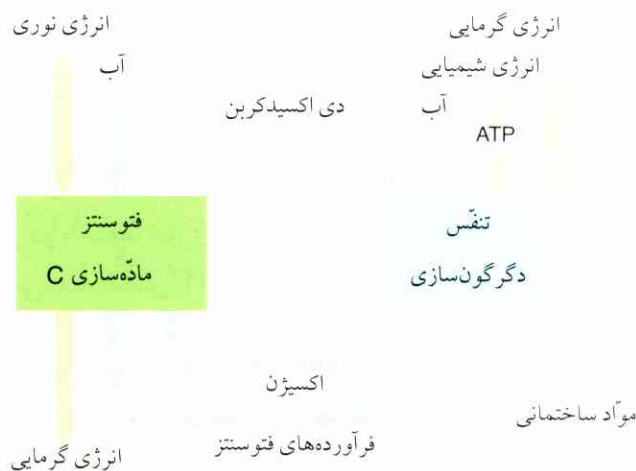 انرژی گرمایی
انرژی نوری
انرژی شیمیایی
آب
آب
دی اکسیدکربن
ATP
تنفّس
دگرگون‌سازی
فتوسنتز
مادّه‌سازی C
اکسیژن
موّاد ساختمانی
فرآورده‌های فتوسنتز
انرژی گرمایی